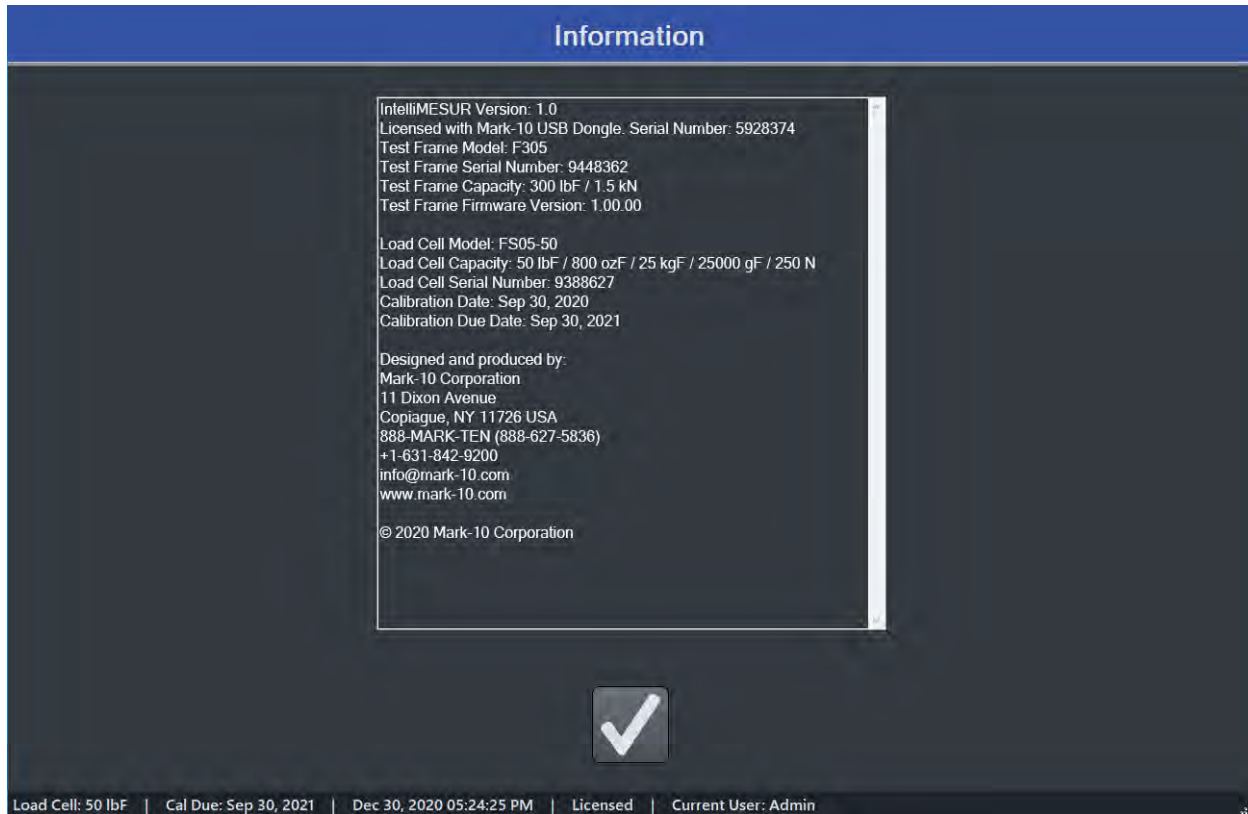 Information
IntelliMESUR Version: 1.0
Licensed with Mark-10 USB Dongle. Serial Number: 5928374
Test Frame Model: F305
Test Frame Serial Number: 9448362
Test Frame Capacity: 300 lbF / 1.5 kN
Test Frame Firmware Version: 1.00.00
Load Cell Model: FS05-50
Load Cell Capacity: 50 lbF / 800 ozF / 25 kgF / 25000 gF / 250 N
Load Cell Serial Number: 9388627
Calibration Date: Sep 30, 2020
Calibration Due Date: Sep 30, 2021
Designed and produced by:
Mark-10 Corporation
11 Dixon Avenue
Copiague, NY 11726 USA
888-MARK-TEN (888-627-5836)
+1-631-842-9200
info@mark-10.com
www.mark-10.com
© 2020 Mark-10 Corporation
Load Cell: 50 lbF | Cal Due: Sep 30, 2021 | Dec 30, 2020 05:24:25 PM | Licensed | Current User: Admin